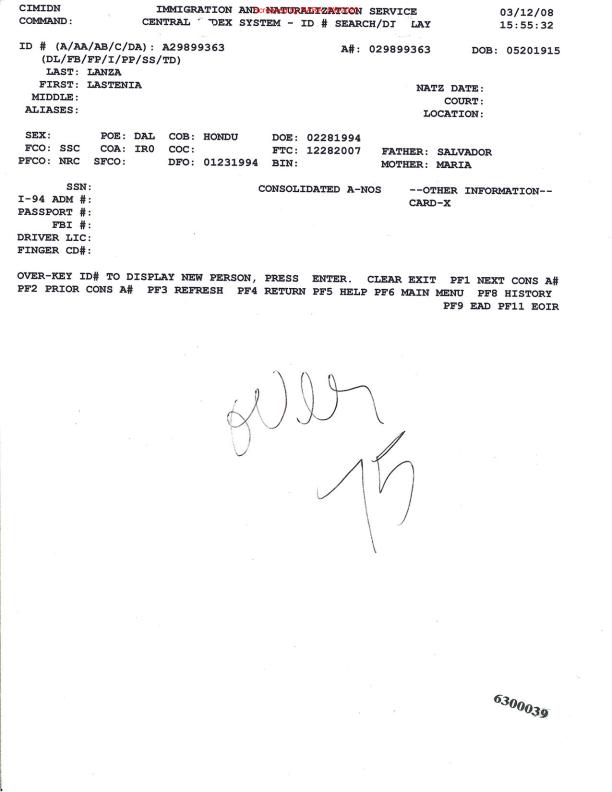 CIMIDN IMMIGRATION AND NATURALIZATION SERVICE 03/12/08
COMMAND: CENTRAL DEX SYSTEM - ID # SEARCH/DI LAY 15:55:32
ID # (A/AA/AB/C/DA): A29899363 A#: 029899363 DOB: 05201915
(DL/FB/FP/I/PP/SS/TD)
LAST: LANZA
FIRST: LASTENIA NATZ DATE:
MIDDLE: COURT:
ALIASES: LOCATION:
SEX: POE: DAL COB: HONDU DOE: 02281994
FCO: SSC COA: IR0 COC: FTC: 12282007 FATHER: SALVADOR
PFCO: NRC SFCO: DFO: 01231994 BIN: MOTHER: MARIA
SSN: CONSOLIDATED A-NOS --OTHER INFORMATION--
I-94 ADM #: CARD-X
PASSPORT #:
FBI #:
DRIVER LIC:
FINGER CD#:
OVER-KEY ID# TO DISPLAY NEW PERSON, PRESS ENTER. CLEAR EXIT PF1 NEXT CONS A#
PF2 PRIOR CONS A# PF3 REFRESH PF4 RETURN PF5 HELP PF6 MAIN MENU PF8 HISTORY
PF9 EAD PF11 EOIR
over
75
6300039